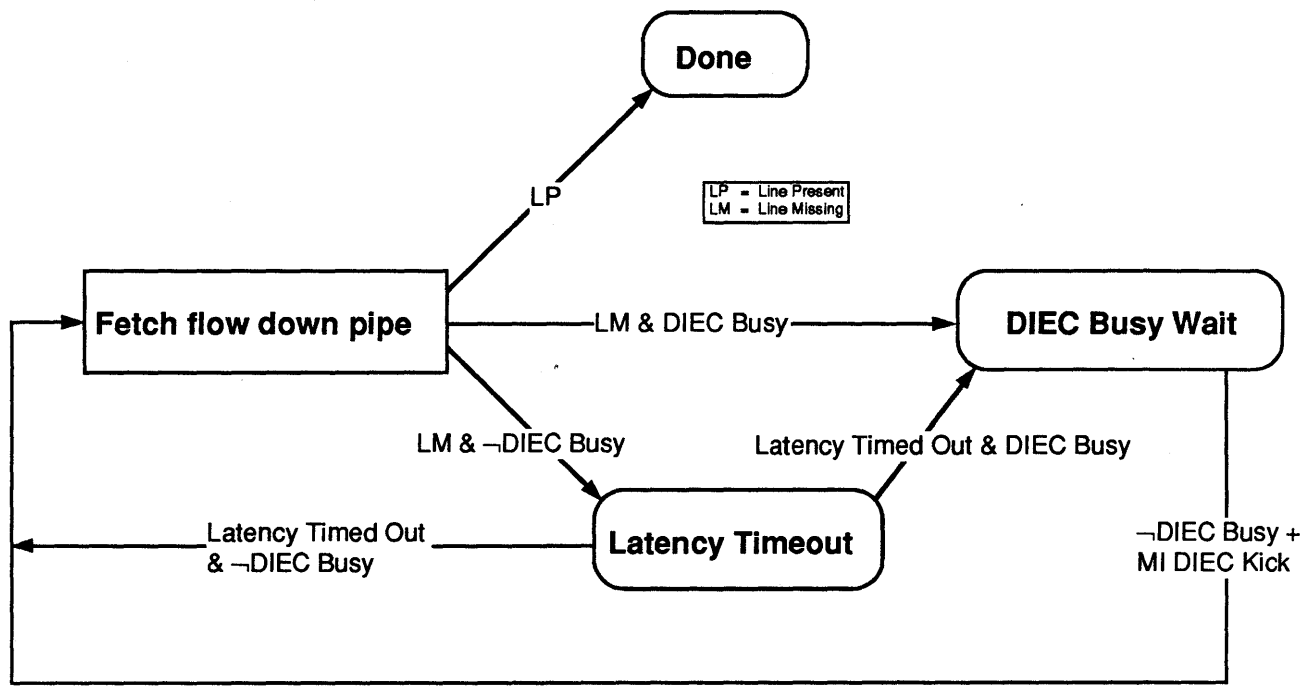 Done
LP
LP = Line Present
LM = Line Missing
Fetch flow down pipe
LM & DIEC Busy
DIEC Busy Wait
LM & ¬DIEC Busy
Latency Timed Out & DIEC Busy
Latency Timed Out
& ¬DIEC Busy
Latency Timeout
¬DIEC Busy +
MI DIEC Kick